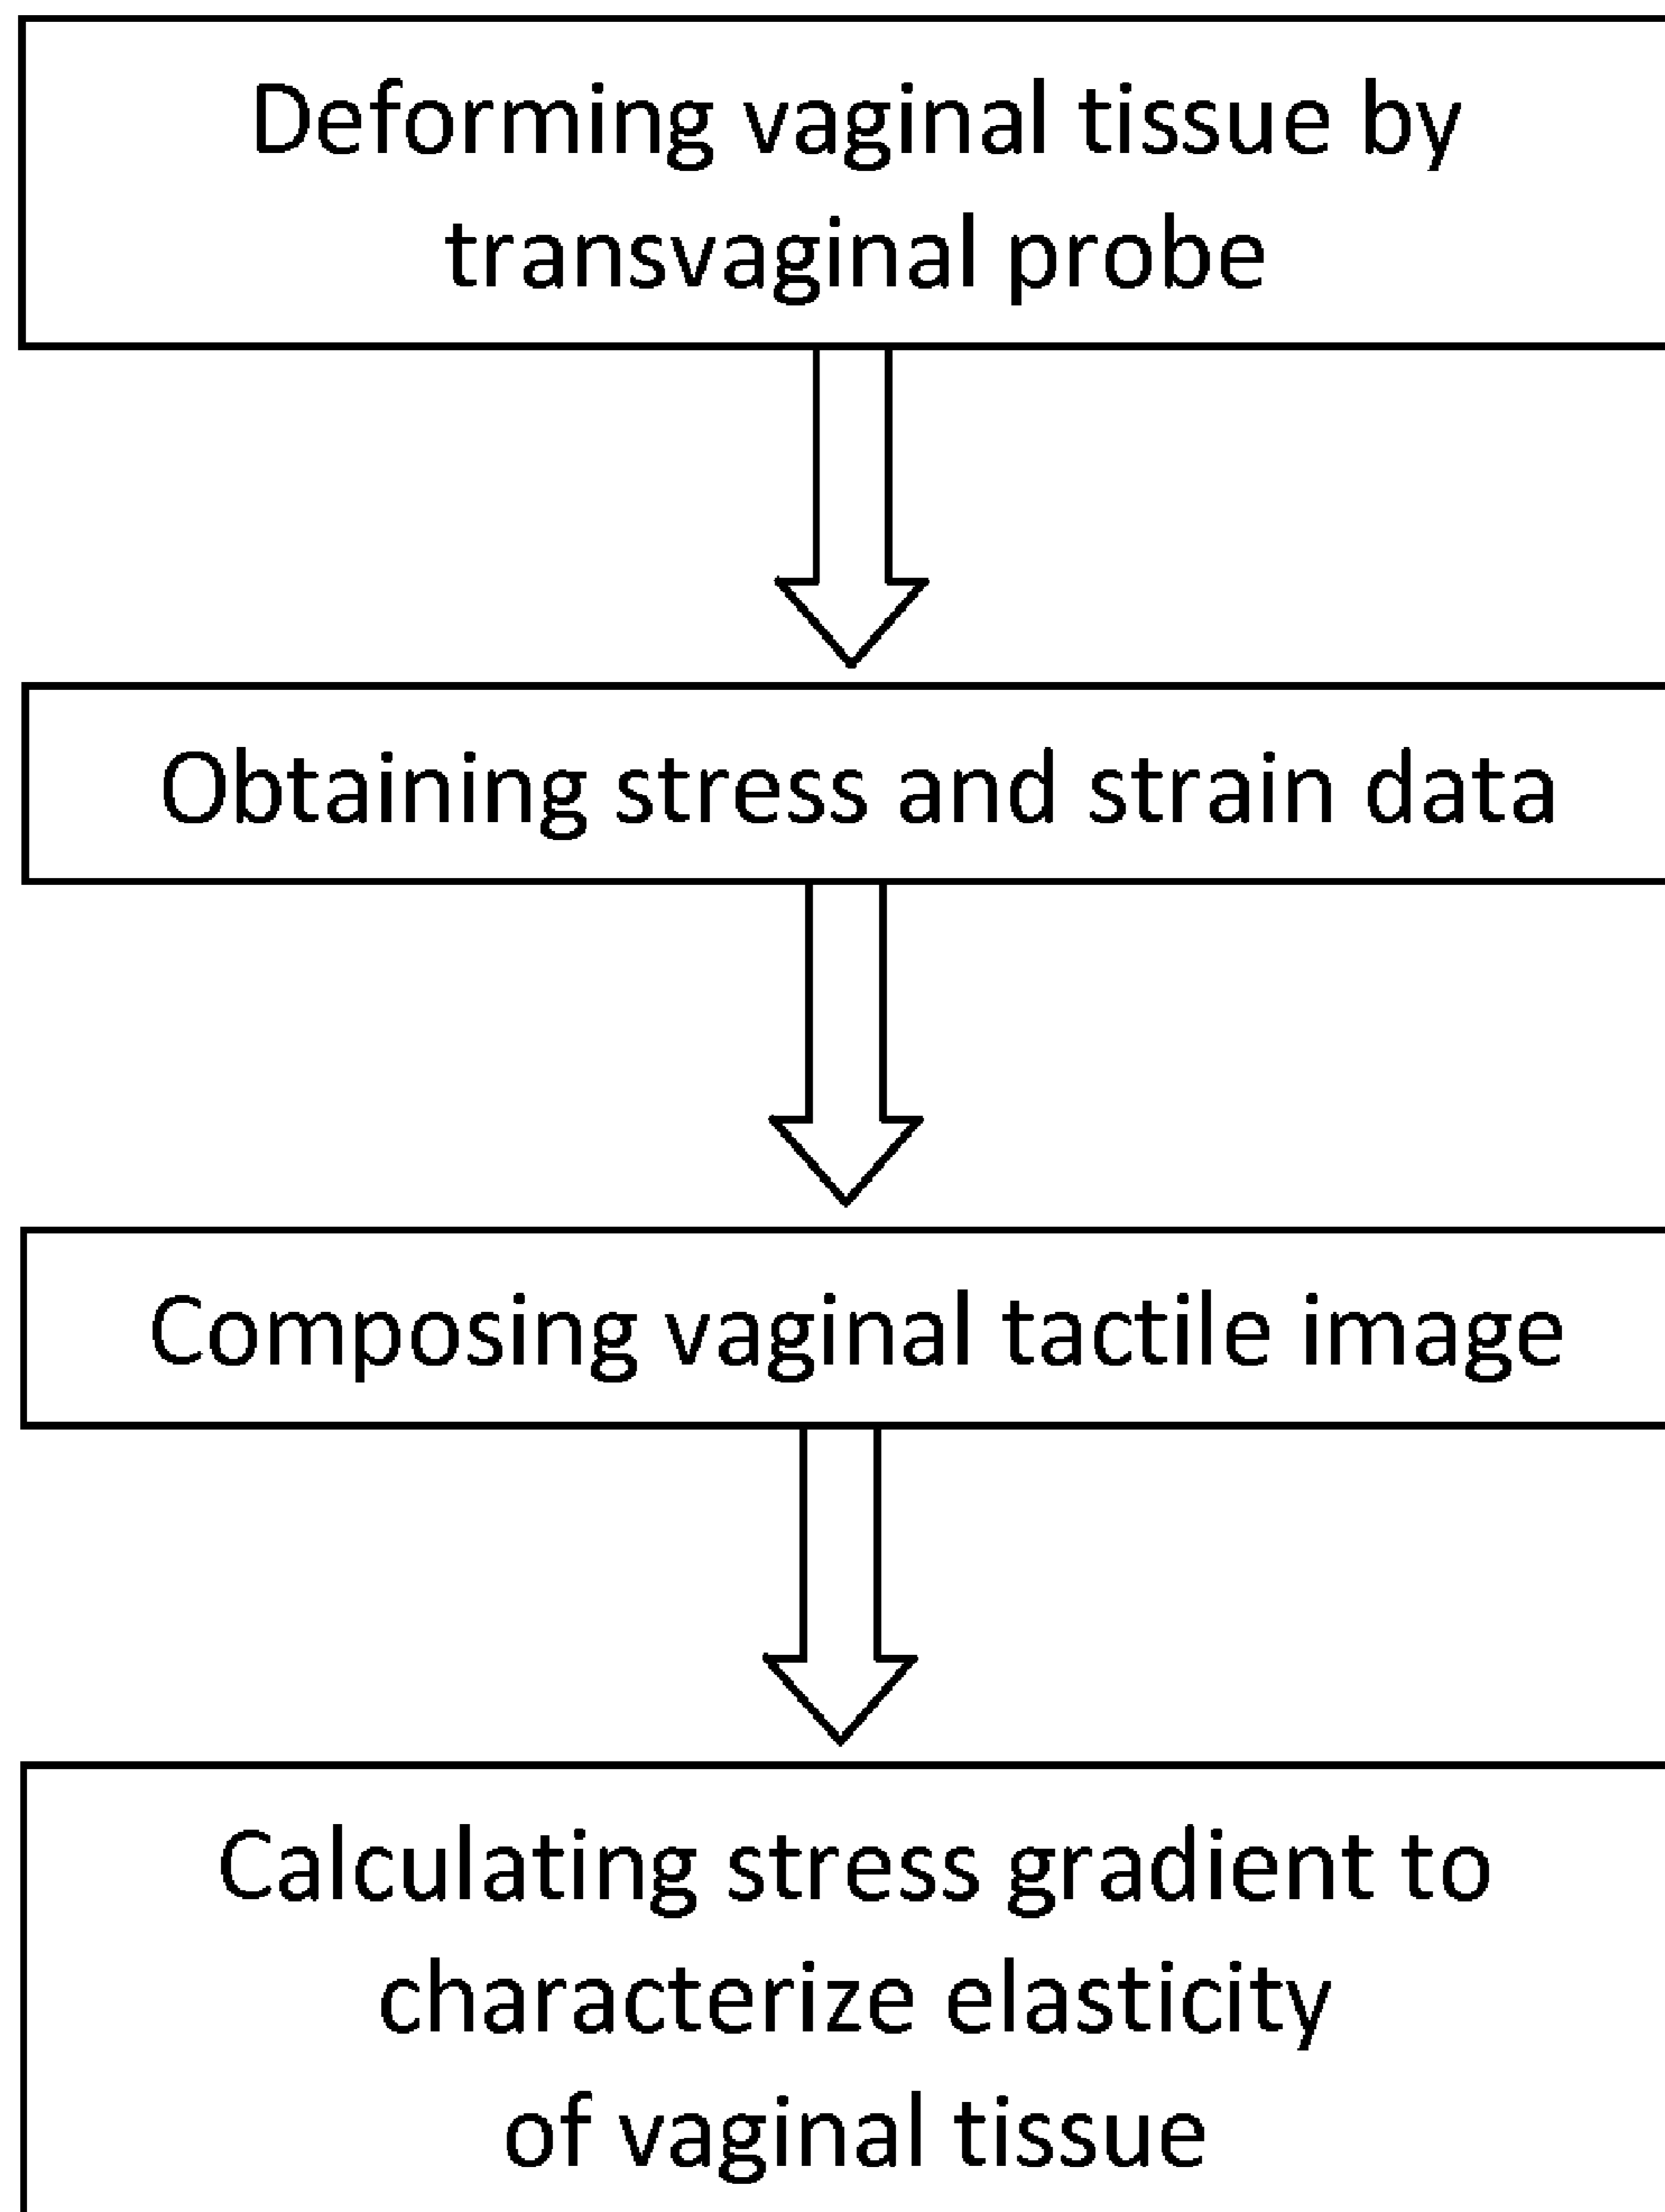 Deforming vaginal tissue by
transvaginal probe
Obtaining stress and strain data
Composing vaginal tactile image
Calculating stress gradient to
characterize elasticity
of vaginal tissue